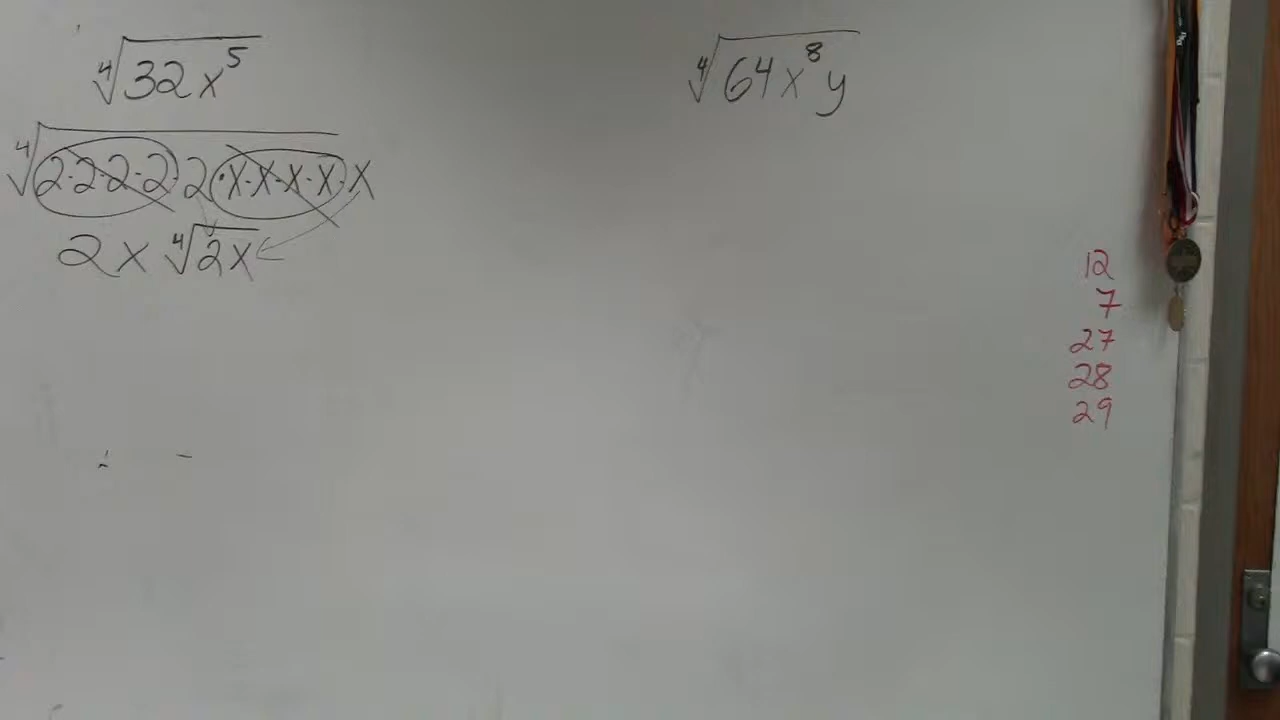 ⁴√32x⁵
⁴√2·2·2·2·2·x·x·x·x·x
2x ⁴√2x
⁴√64x⁸y
12
7
27
28
29